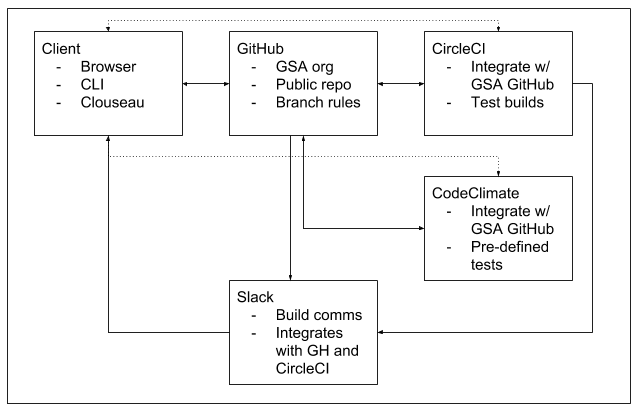 Client
- Browser
- CLI
- Clouseau
GitHub
- GSA org
- Public repo
- Branch rules
CircleCI
- Integrate w/
GSA GitHub
- Test builds
CodeClimate
- Integrate w/
GSA GitHub
- Pre-defined
tests
Slack
- Build comms
- Integrates
with GH and
CircleCI